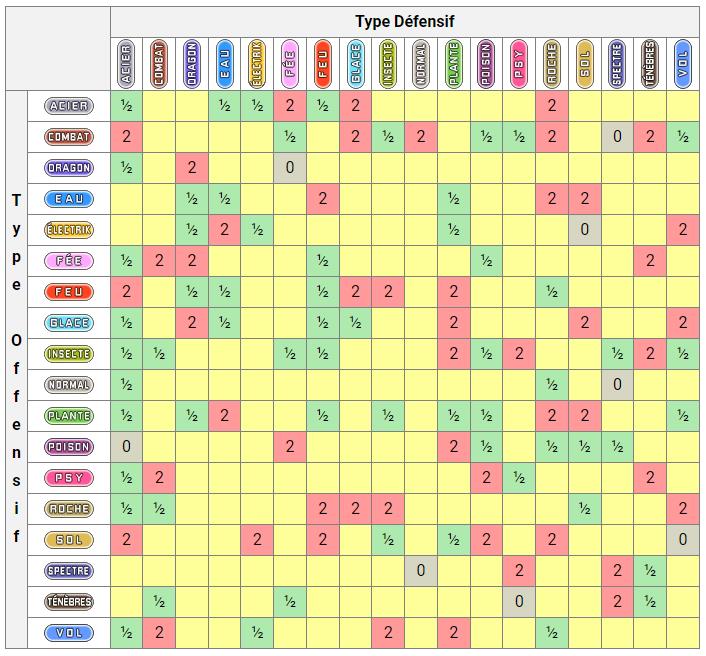 Type Défensif
ACIER COMBAT DRAGON EAU ÉLECTRIK FÉE FEU GLACE INSECTE NORMAL PLANTE POISON PSY ROCHE SOL SPECTRE TÉNÈBRES VOL
Type Offensif
ACIER ½ ½ ½ 2 ½ 2 2
COMBAT 2 ½ 2 ½ 2 ½ ½ 2 0 2 ½
DRAGON ½ 2 0
EAU ½ ½ 2 ½ 2 2
ÉLECTRIK ½ 2 ½ ½ 0 2
FÉE ½ 2 2 ½ ½ 2
FEU 2 ½ ½ ½ 2 2 2 ½
GLACE ½ 2 ½ ½ ½ 2 2 2
INSECTE ½ ½ ½ ½ 2 ½ 2 ½ 2 ½
NORMAL ½ ½ 0
PLANTE ½ ½ 2 ½ ½ ½ ½ 2 2 ½
POISON 0 2 2 ½ ½ ½ ½
PSY ½ 2 2 ½ 2
ROCHE ½ ½ 2 2 2 ½ 2
SOL 2 2 2 ½ ½ 2 2 0
SPECTRE 0 2 2 ½
TÉNÈBRES ½ ½ 0 2 ½
VOL ½ 2 ½ 2 2 ½